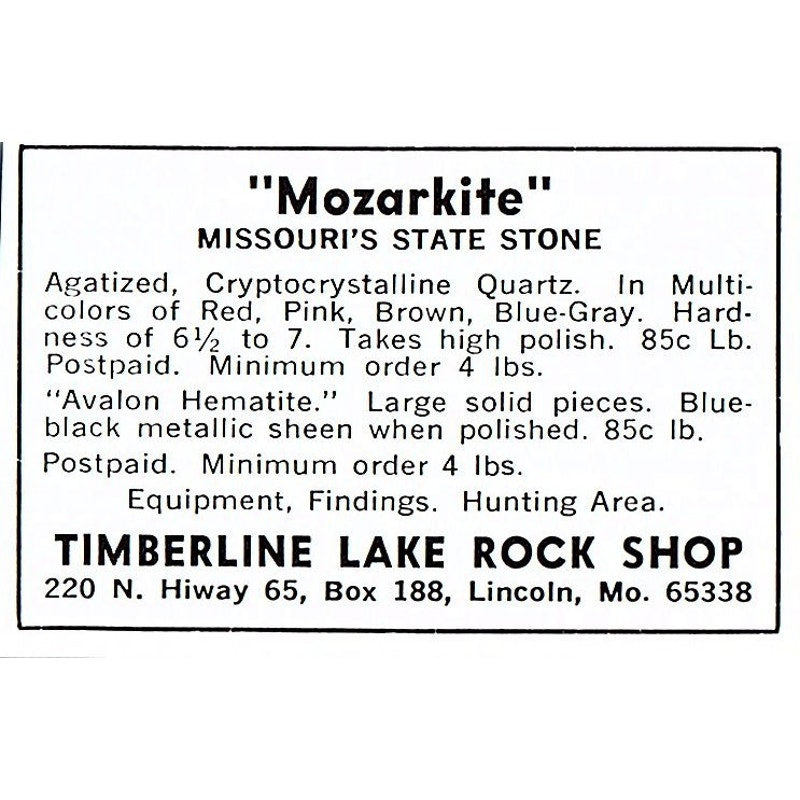 "Mozarkite"
MISSOURI'S STATE STONE
Agatized, Cryptocrystalline Quartz. In Multi-
colors of Red, Pink, Brown, Blue-Gray. Hard-
ness of 6½ to 7. Takes high polish. 85c Lb.
Postpaid. Minimum order 4 lbs.
"Avalon Hematite." Large solid pieces. Blue-
black metallic sheen when polished. 85c lb.
Postpaid. Minimum order 4 lbs.
Equipment, Findings. Hunting Area.
TIMBERLINE LAKE ROCK SHOP
220 N. Hiway 65, Box 188, Lincoln, Mo. 65338